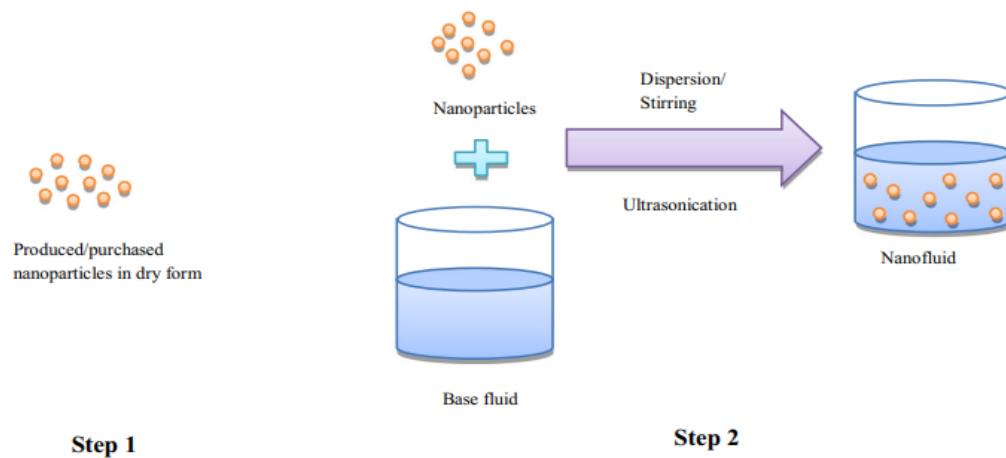 Produced/purchased
nanoparticles in dry form
Step 1
Nanoparticles
Dispersion/
Stirring
Ultrasonication
Base fluid
Nanofluid
Step 2